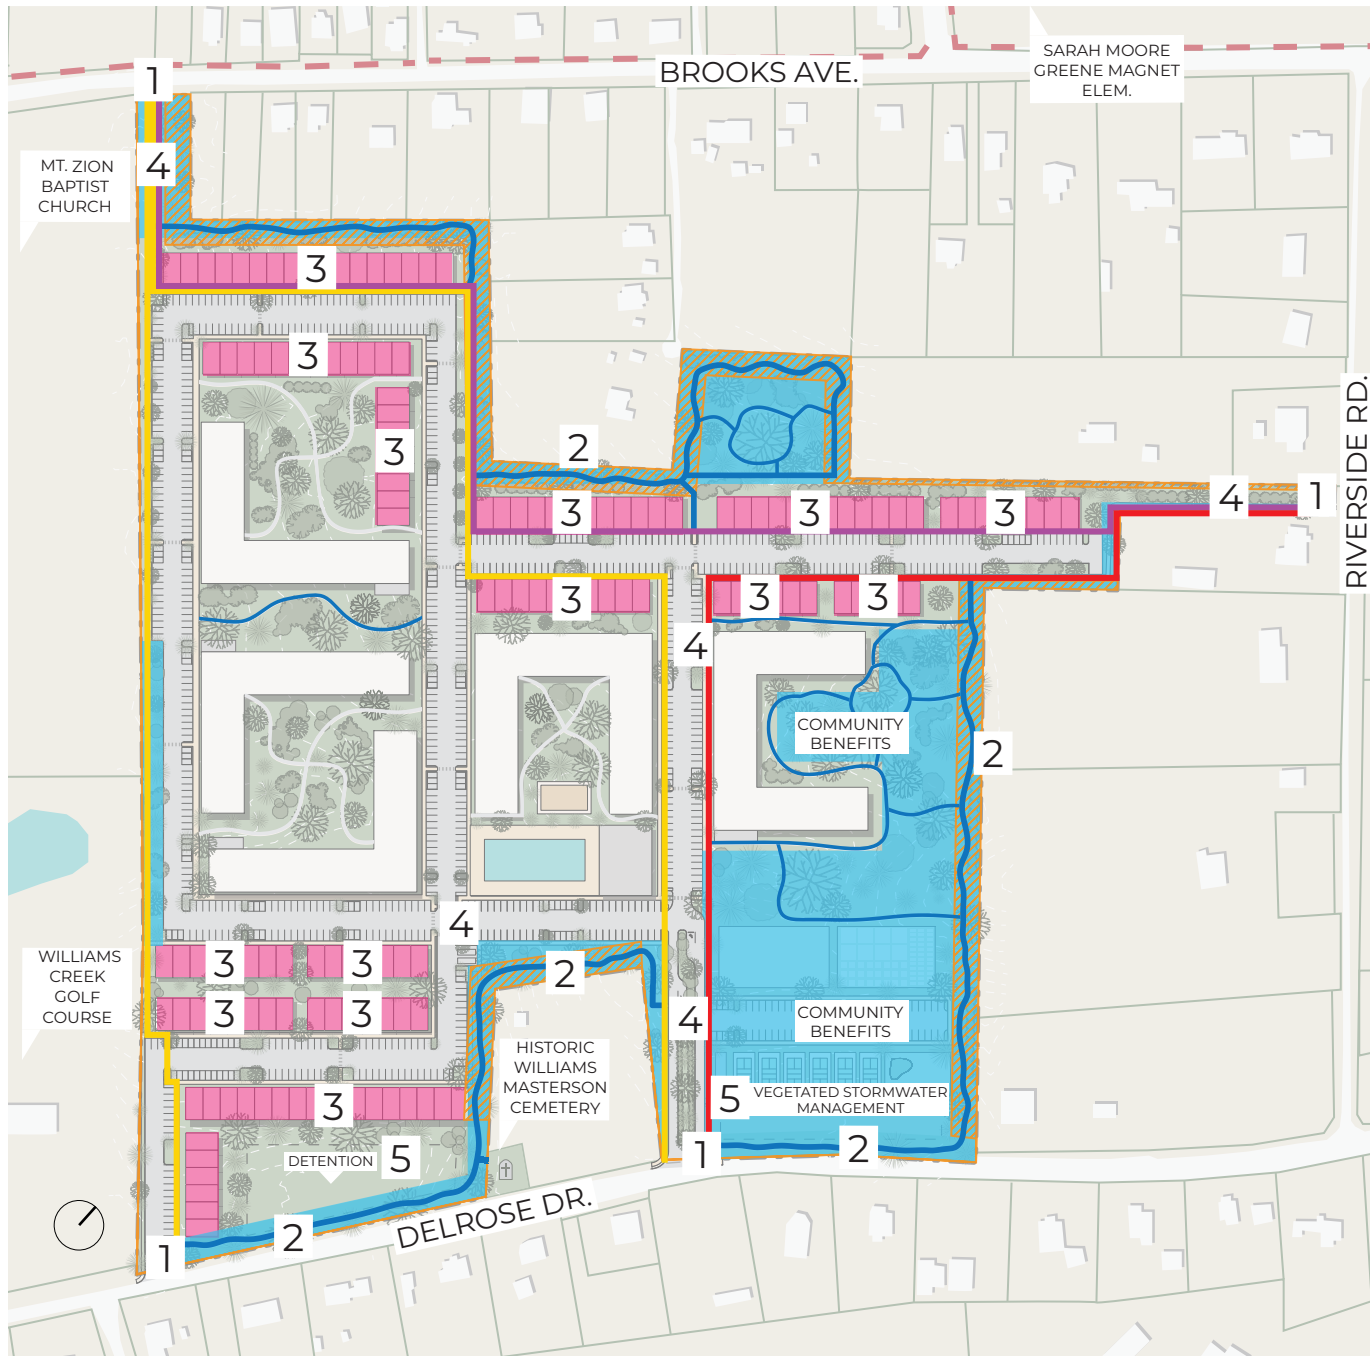 BROOKS AVE.
SARAH MOORE
GREENE MAGNET
ELEM.
1
4
MT. ZION
BAPTIST
CHURCH
3
3
3
2
3
3
3
4
1
RIVERSIDE RD.
3
3
3
4
COMMUNITY
BENEFITS
2
4
3
3
2
WILLIAMS
CREEK
GOLF
COURSE
3
3
4
COMMUNITY
BENEFITS
HISTORIC
WILLIAMS
MASTERSON
CEMETERY
3
5
VEGETATED STORMWATER
MANAGEMENT
DETENTION
5
1
2
DELROSE DR.
2
1